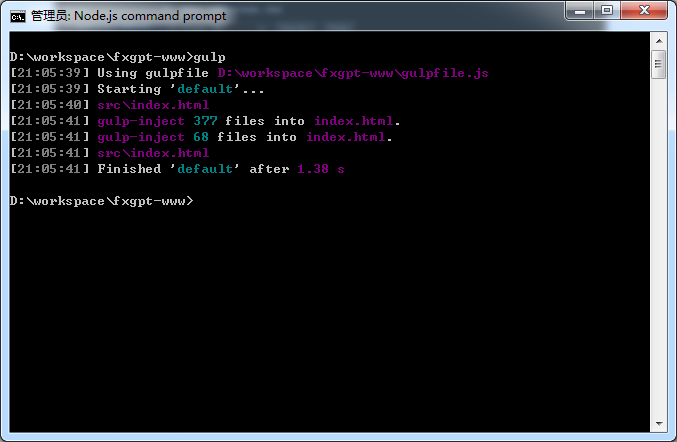 管理员: Node.js command prompt
D:\workspace\fxgpt-www>gulp
[21:05:39] Using gulpfile D:\workspace\fxgpt-www\gulpfile.js
[21:05:39] Starting 'default'...
[21:05:40] src\index.html
[21:05:41] gulp-inject 377 files into index.html.
[21:05:41] gulp-inject 68 files into index.html.
[21:05:41] src\index.html
[21:05:41] Finished 'default' after 1.38 s
D:\workspace\fxgpt-www>